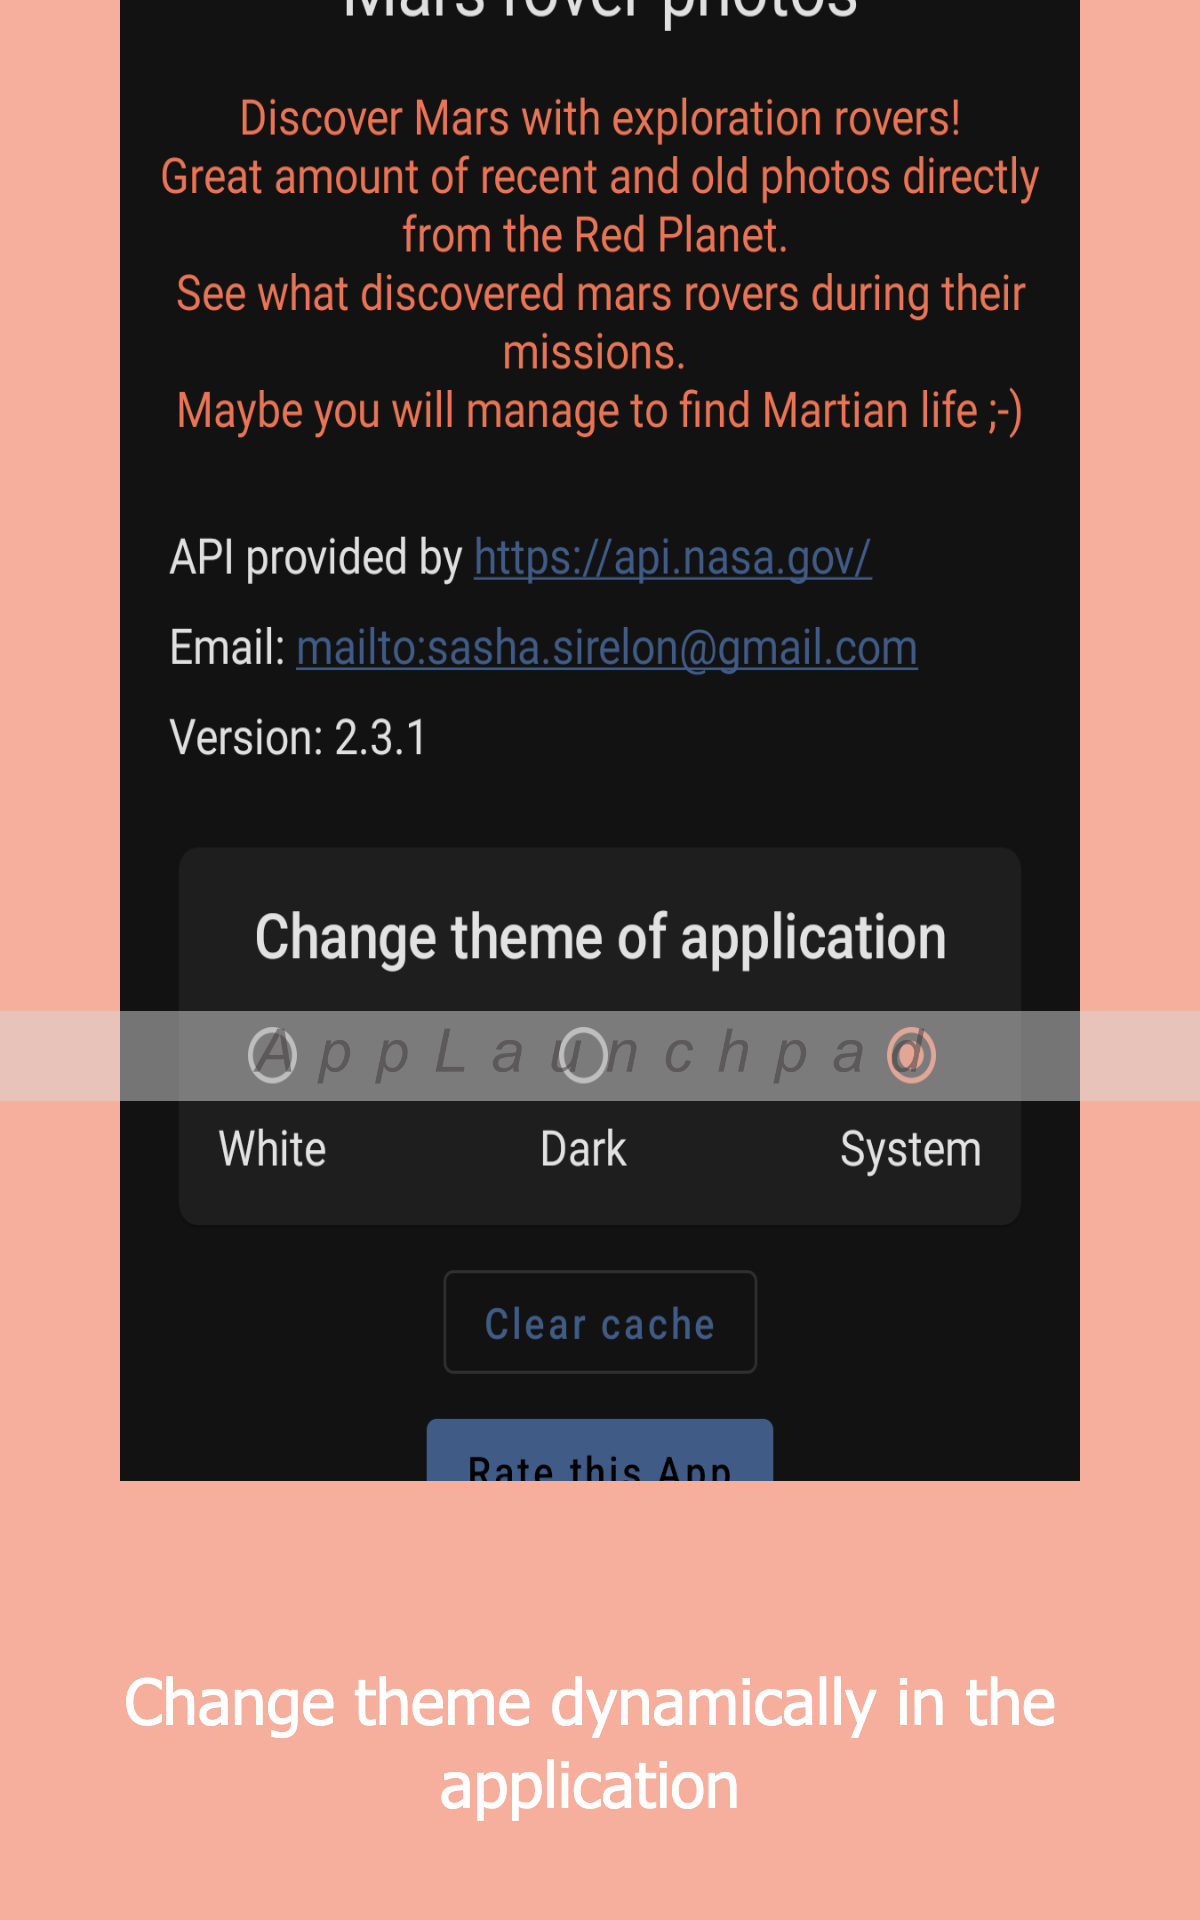 Mars rover photos
Discover Mars with exploration rovers!
Great amount of recent and old photos directly
from the Red Planet.
See what discovered mars rovers during their
missions.
Maybe you will manage to find Martian life ;-)
API provided by https://api.nasa.gov/
Email: mailto:sasha.sirelon@gmail.com
Version: 2.3.1
Change theme of application
AppLaunchpad
White Dark System
Clear cache
Rate this App
Change theme dynamically in the
application